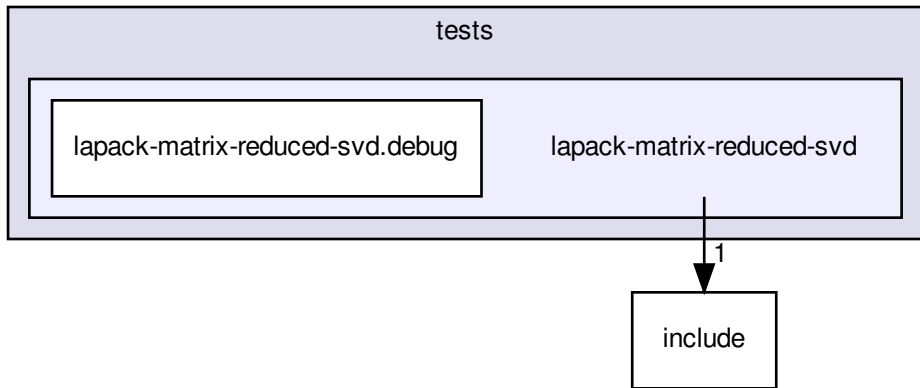 tests
lapack-matrix-reduced-svd.debug
lapack-matrix-reduced-svd
1
include